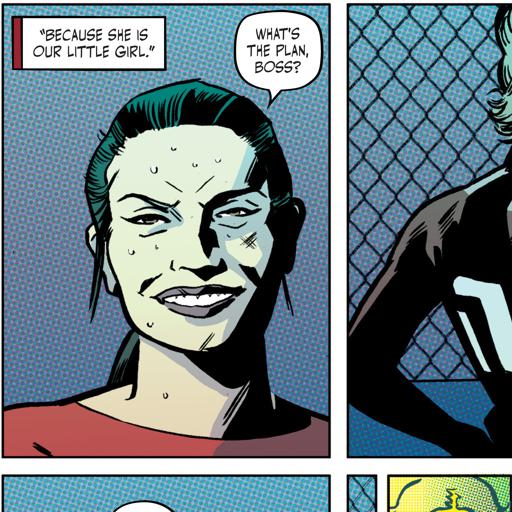 "BECAUSE SHE IS
OUR LITTLE GIRL."
WHAT'S
THE PLAN,
BOSS?